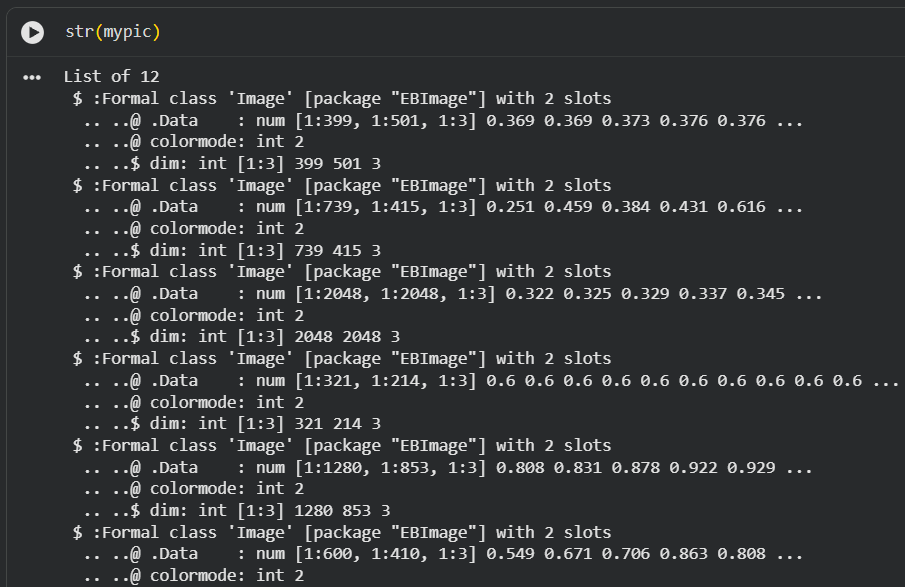 str(mypic)
List of 12
$ :Formal class 'Image' [package "EBImage"] with 2 slots
.. ..@ .Data    : num [1:399, 1:501, 1:3] 0.369 0.369 0.373 0.376 0.376 ...
.. ..@ colormode: int 2
.. ..$ dim: int [1:3] 399 501 3
$ :Formal class 'Image' [package "EBImage"] with 2 slots
.. ..@ .Data    : num [1:739, 1:415, 1:3] 0.251 0.459 0.384 0.431 0.616 ...
.. ..@ colormode: int 2
.. ..$ dim: int [1:3] 739 415 3
$ :Formal class 'Image' [package "EBImage"] with 2 slots
.. ..@ .Data    : num [1:2048, 1:2048, 1:3] 0.322 0.325 0.329 0.337 0.345 ...
.. ..@ colormode: int 2
.. ..$ dim: int [1:3] 2048 2048 3
$ :Formal class 'Image' [package "EBImage"] with 2 slots
.. ..@ .Data    : num [1:321, 1:214, 1:3] 0.6 0.6 0.6 0.6 0.6 0.6 0.6 0.6 0.6 0.6 ...
.. ..@ colormode: int 2
.. ..$ dim: int [1:3] 321 214 3
$ :Formal class 'Image' [package "EBImage"] with 2 slots
.. ..@ .Data    : num [1:1280, 1:853, 1:3] 0.808 0.831 0.878 0.922 0.929 ...
.. ..@ colormode: int 2
.. ..$ dim: int [1:3] 1280 853 3
$ :Formal class 'Image' [package "EBImage"] with 2 slots
.. ..@ .Data    : num [1:600, 1:410, 1:3] 0.549 0.671 0.706 0.863 0.808 ...
.. ..@ colormode: int 2